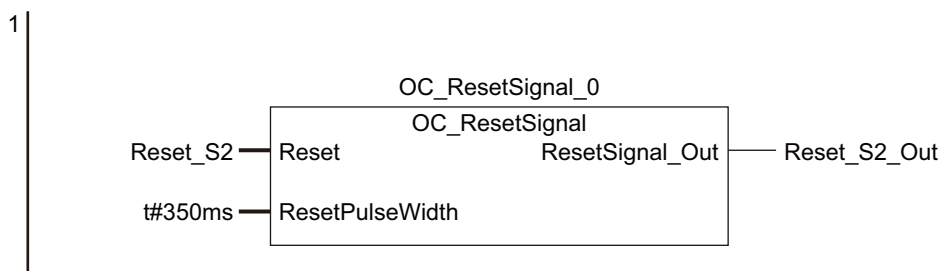 1
OC_ResetSignal_0
OC_ResetSignal
Reset_S2 Reset ResetSignal_Out Reset_S2_Out
t#350ms ResetPulseWidth